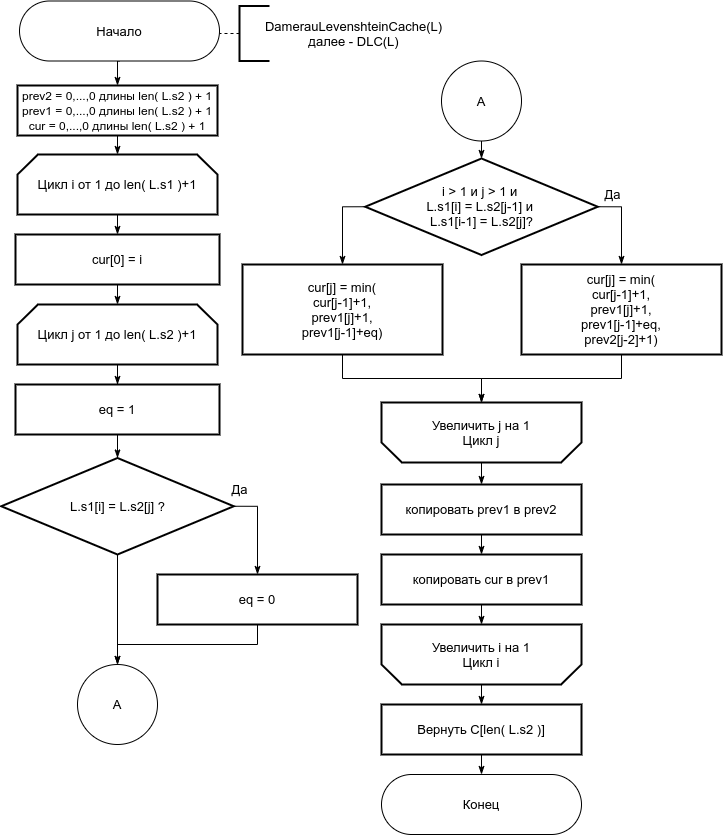 Начало
DamerauLevenshteinCache(L)
далее - DLC(L)
prev2 = 0,...,0 длины len( L.s2 ) + 1
prev1 = 0,...,0 длины len( L.s2 ) + 1
cur = 0,...,0 длины len( L.s2 ) + 1
Цикл i от 1 до len( L.s1 )+1
cur[0] = i
Цикл j от 1 до len( L.s2 )+1
eq = 1
L.s1[i] = L.s2[j] ?
Да
eq = 0
A
A
i > 1 и j > 1 и
L.s1[i] = L.s2[j-1] и
L.s1[i-1] = L.s2[j]?
Да
cur[j] = min(
cur[j-1]+1,
prev1[j]+1,
prev1[j-1]+eq)
cur[j] = min(
cur[j-1]+1,
prev1[j]+1,
prev1[j-1]+eq,
prev2[j-2]+1)
Увеличить j на 1
Цикл j
копировать prev1 в prev2
копировать cur в prev1
Увеличить i на 1
Цикл i
Вернуть C[len( L.s2 )]
Конец